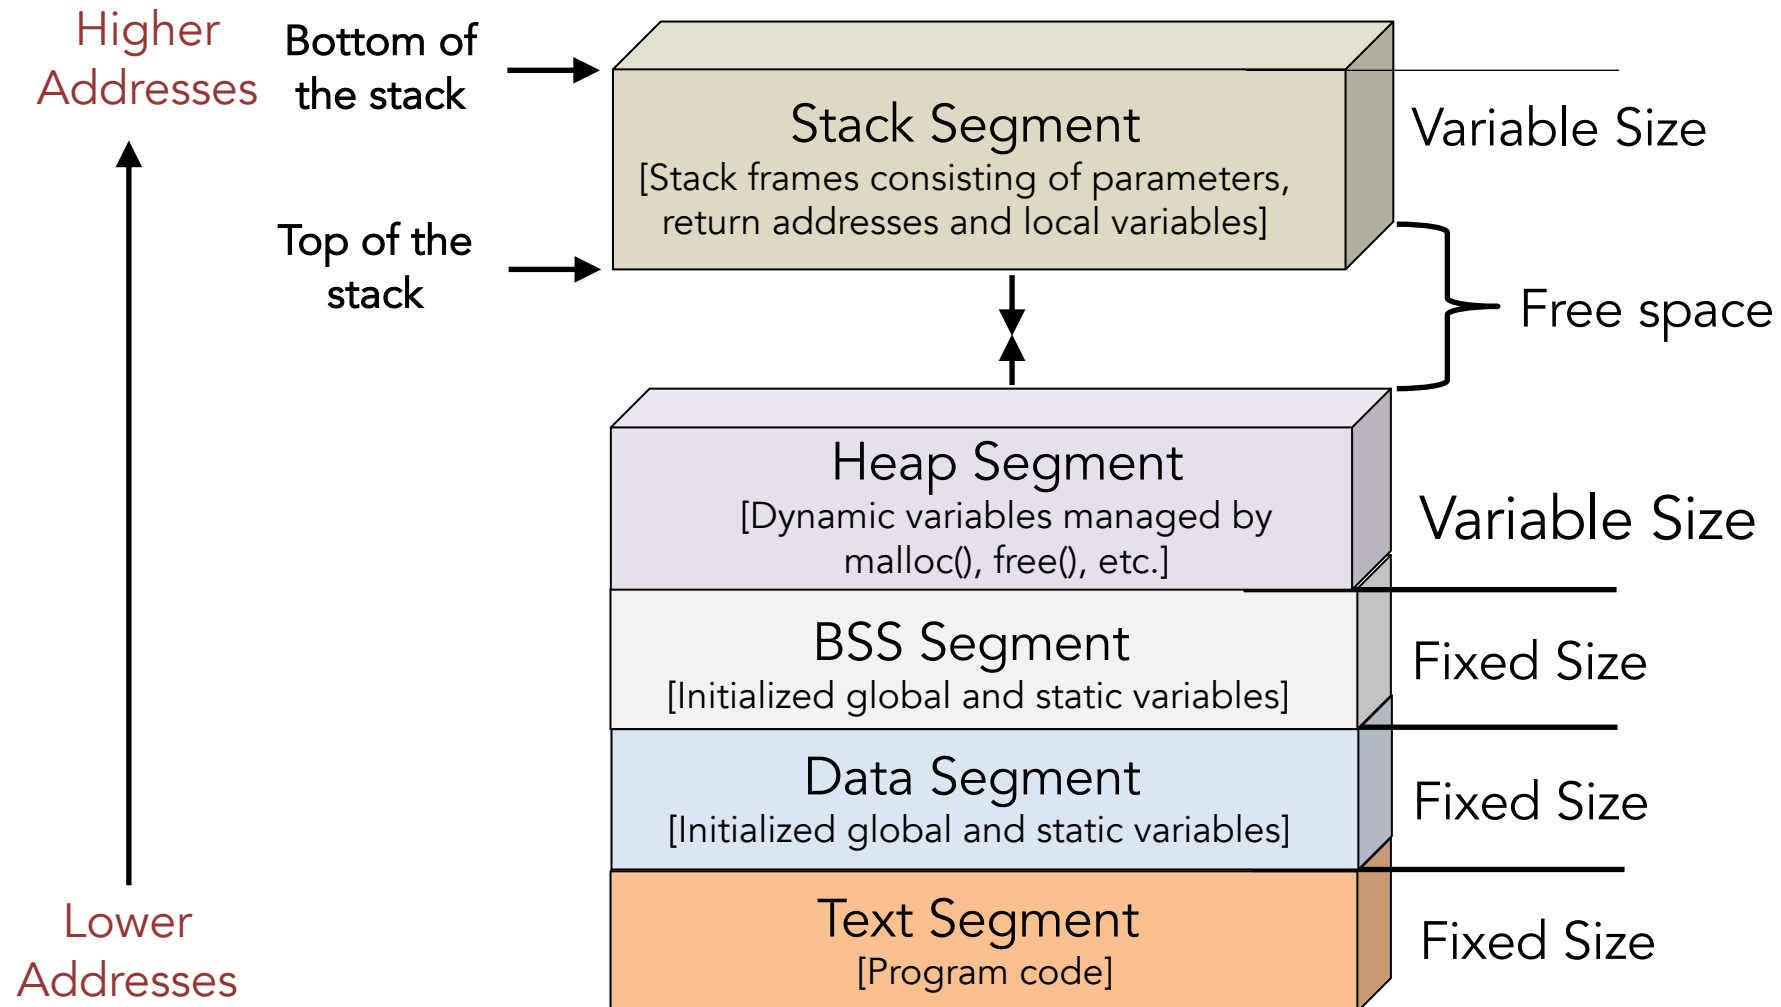 Higher
Addresses
Bottom of
the stack
Stack Segment
[Stack frames consisting of parameters,
return addresses and local variables]
Variable Size
Top of the
stack
Free space
Heap Segment
[Dynamic variables managed by
malloc(), free(), etc.]
Variable Size
BSS Segment
[Initialized global and static variables]
Fixed Size
Data Segment
[Initialized global and static variables]
Fixed Size
Text Segment
[Program code]
Fixed Size
Lower
Addresses